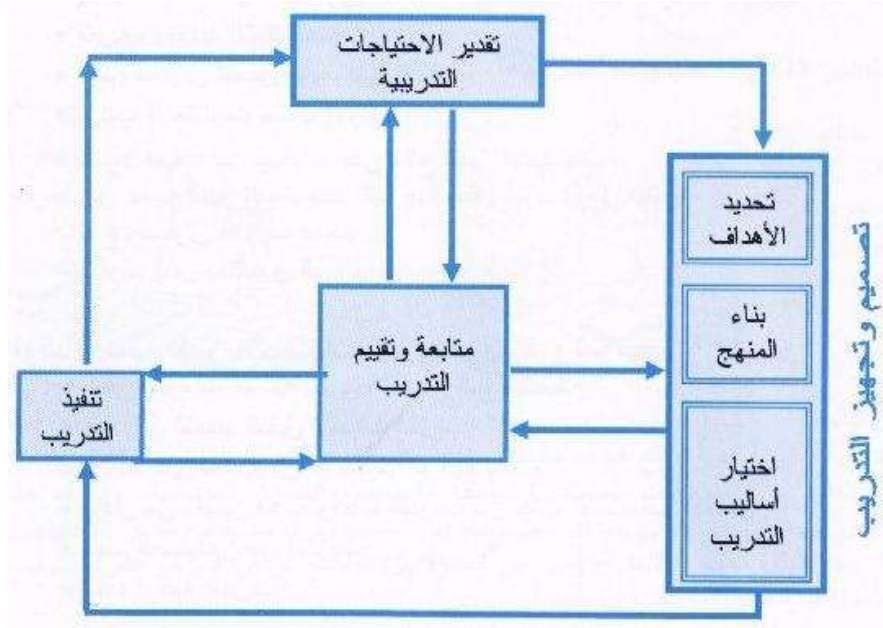 تقدير الاحتياجات
التدريبية
تحديد
الأهداف
بناء
المنهج
اختيار
أساليب
التدريب
تصميم وتجهيز التدريب
متابعة وتقييم
التدريب
تنفيذ
التدريب